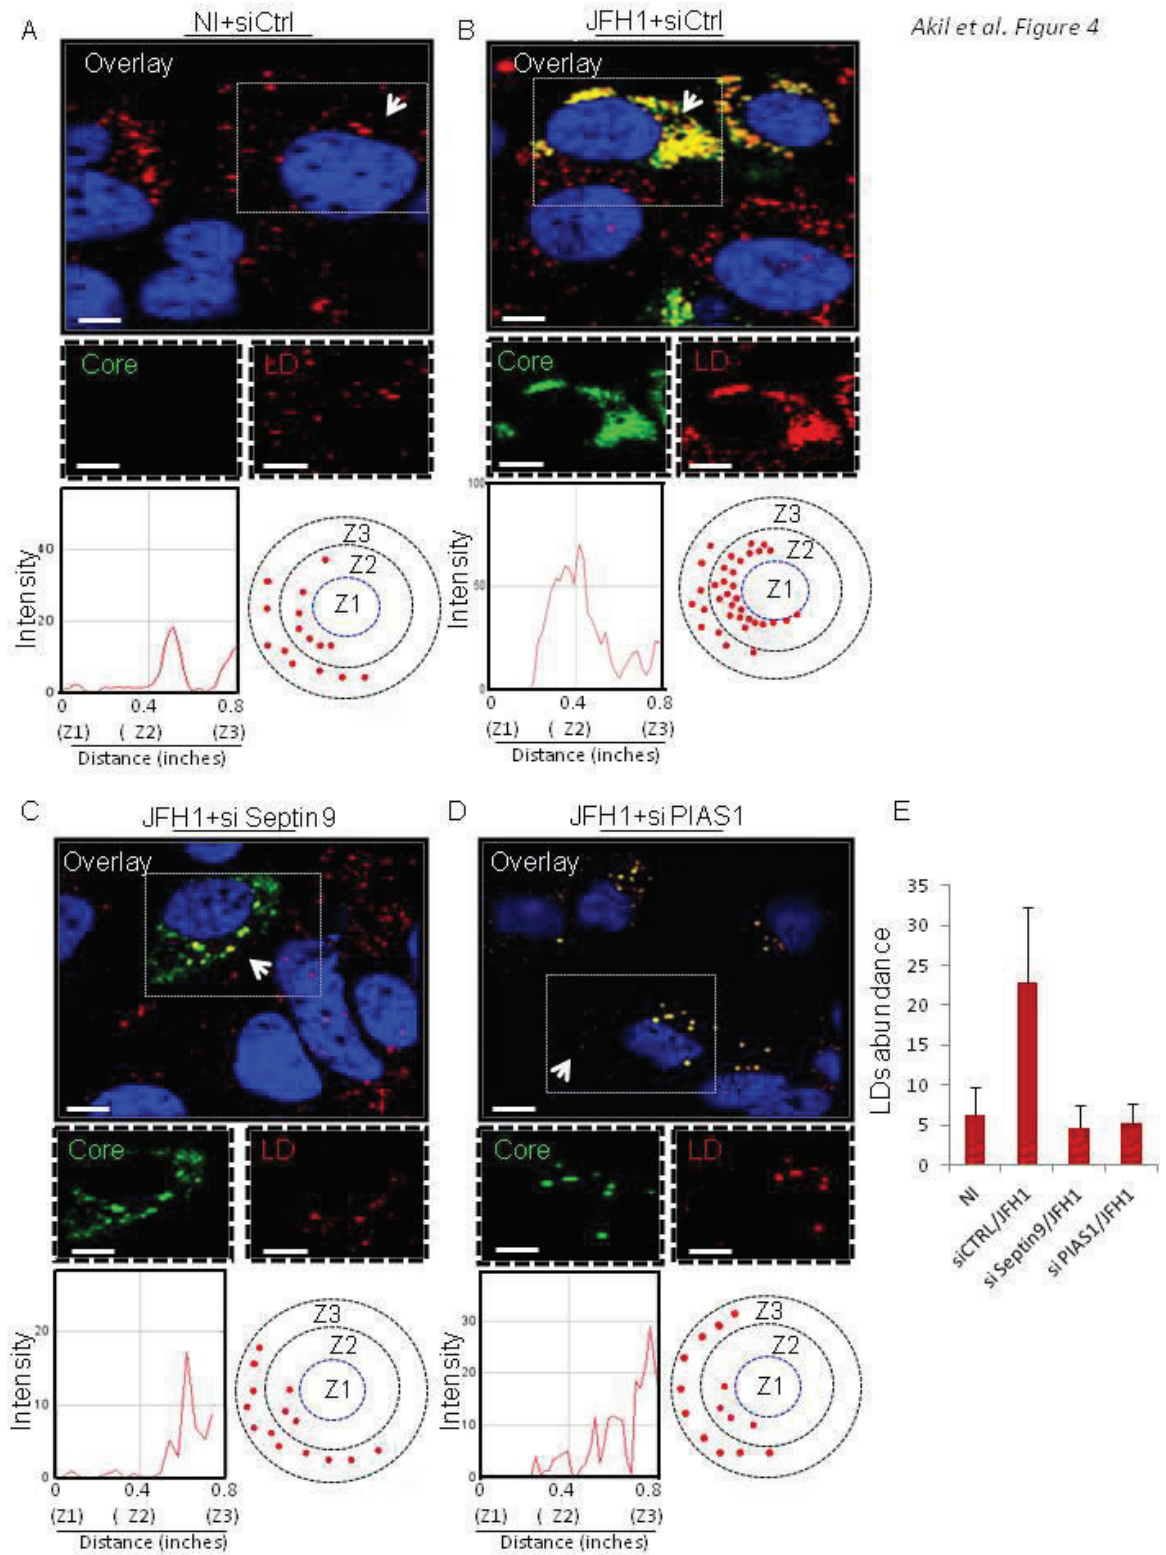 Akil et al. Figure 4
A
NI+siCtrl
Overlay
Core
LD
Intensity
40
20
0
Z3
Z2
Z1
0
0.4
0.8
(Z1)
( Z2)
(Z3)
Distance (inches)
B
JFH1+siCtrl
Overlay
Core
LD
Intensity
100
50
0
Z3
Z2
Z1
0
0.4
0.8
(Z1)
( Z2)
(Z3)
Distance (inches)
C
JFH1+si Septin9
Overlay
Core
LD
Intensity
20
10
0
Z3
Z2
Z1
0
0.4
0.8
(Z1)
( Z2)
(Z3)
Distance (inches)
D
JFH1+siPIAS1
Overlay
Core
LD
Intensity
30
20
10
0
Z3
Z2
Z1
0
0.4
0.8
(Z1)
( Z2)
(Z3)
Distance (inches)
E
LDs abundance
35
30
25
20
15
10
5
0
NI
siCTRL/JFH1
si Septin9/JFH1
si PIAS1/JFH1